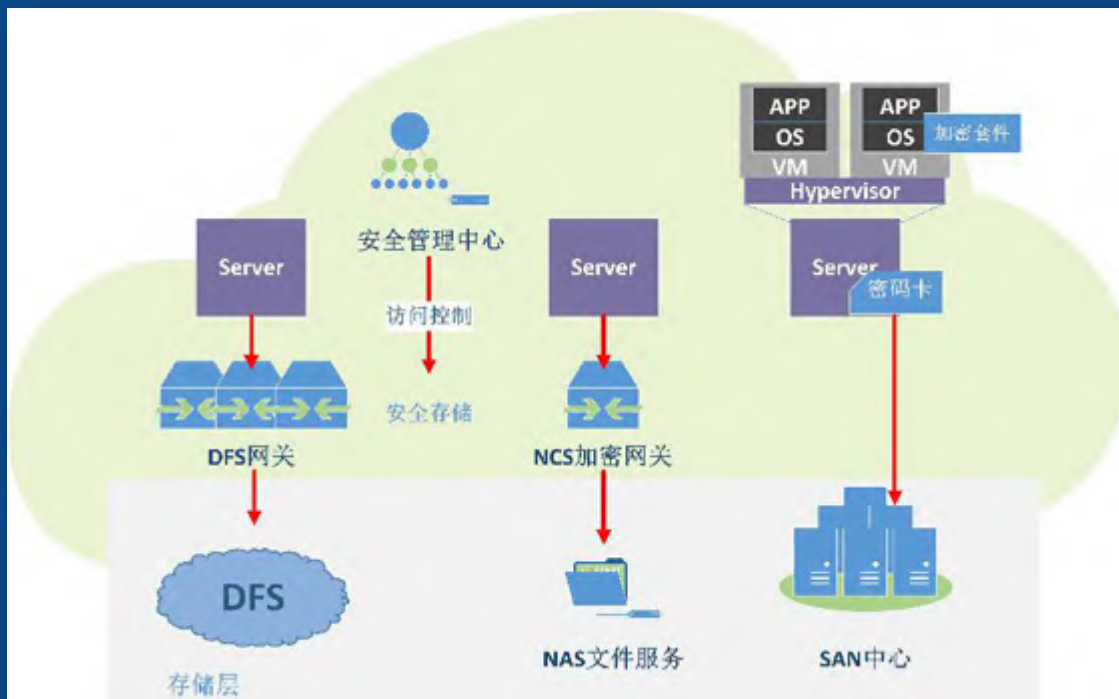 APP
APP
OS
OS
加密套件
VM
VM
Hypervisor
安全管理中心
Server
Server
Server
密码卡
访问控制
安全存储
DFS网关
NCS加密网关
DFS
NAS文件服务
SAN中心
存储层